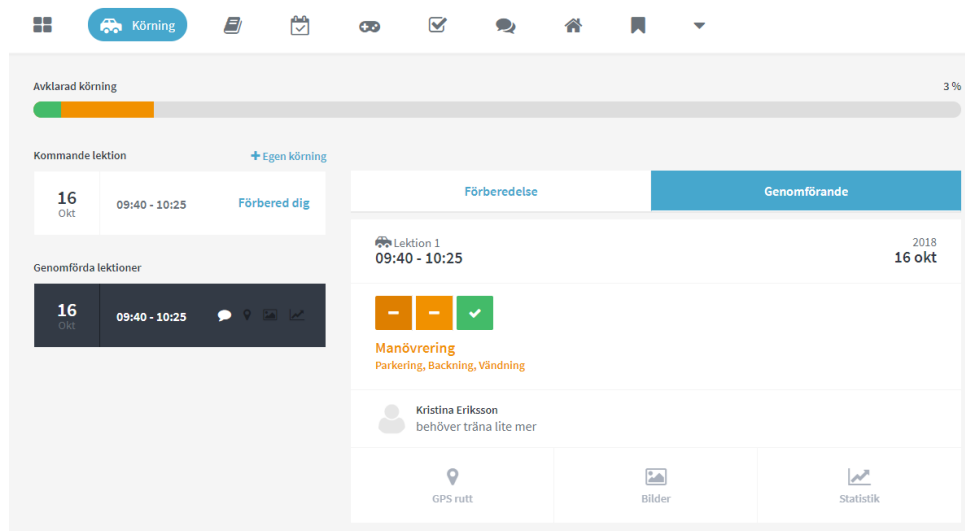 Körning
Avklarad körning
3 %
Kommande lektion
+ Egen körning
16
Okt
09:40 - 10:25
Förbered dig
Genomförda lektioner
16
Okt
09:40 - 10:25
Förberedelse
Genomförande
Lektion 1
09:40 - 10:25
2018
16 okt
Manövrering
Parkering, Backning, Vändning
Kristina Eriksson
behöver träna lite mer
GPS rutt
Bilder
Statistik